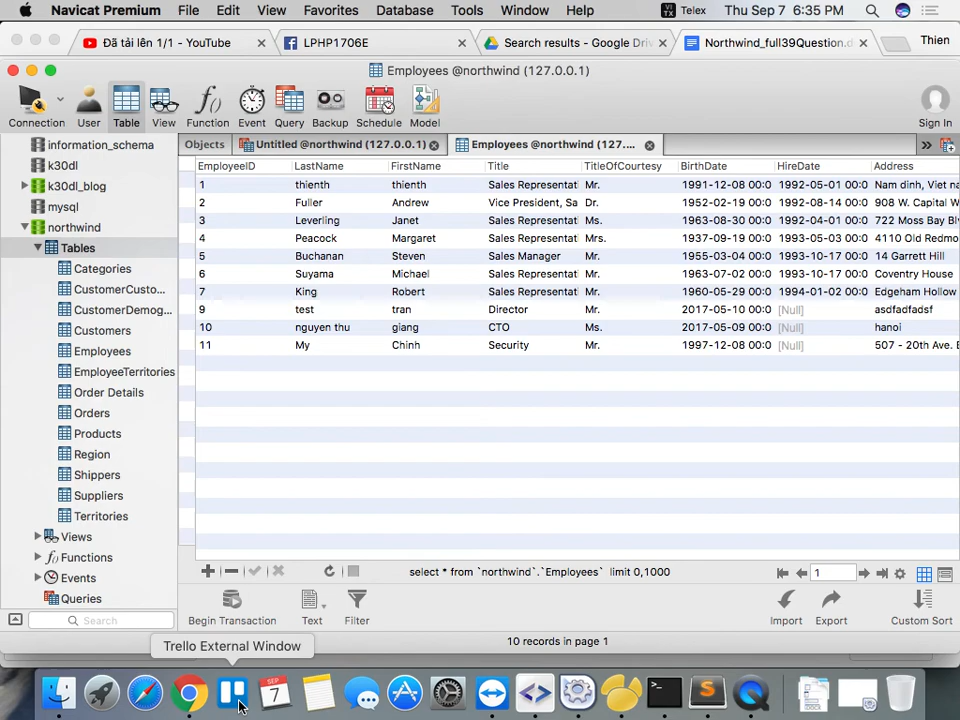 Navicat Premium File Edit View Favorites Database Tools Window Help VI TX Telex Thu Sep 7 6:35 PM
Đã tải lên 1/1 - YouTube LPHP1706E Search results - Google Dri Northwind_full39Question.d Thien
Employees @northwind (127.0.0.1)
Connection User Table View Function Event Query Backup Schedule Model Sign In
Objects Untitled @northwind (127.0.0.1) Employees @northwind (127....
information_schema
k30dl
k30dl_blog
mysql
northwind
Tables
Categories
CustomerCusto...
CustomerDemog...
Customers
Employees
EmployeeTerritories
Order Details
Orders
Products
Region
Shippers
Suppliers
Territories
Views
Functions
Events
Queries
Search
EmployeeID LastName FirstName Title TitleOfCourtesy BirthDate HireDate Address
1 thienth thienth Sales Representat Mr. 1991-12-08 00:0 1992-05-01 00:0 Nam dinh, Viet na
2 Fuller Andrew Vice President, Sa Dr. 1952-02-19 00:0 1992-08-14 00:0 908 W. Capital W
3 Leverling Janet Sales Representat Ms. 1963-08-30 00:0 1992-04-01 00:0 722 Moss Bay Bl
4 Peacock Margaret Sales Representat Mrs. 1937-09-19 00:0 1993-05-03 00:0 4110 Old Redmo
5 Buchanan Steven Sales Manager Mr. 1955-03-04 00:0 1993-10-17 00:0 14 Garrett Hill
6 Suyama Michael Sales Representat Mr. 1963-07-02 00:0 1993-10-17 00:0 Coventry House
7 King Robert Sales Representat Mr. 1960-05-29 00:0 1994-01-02 00:0 Edgeham Hollow
9 test tran Director Mr. 2017-05-10 00:0 [Null] asdfadfadsf
10 nguyen thu giang CTO Ms. 2017-05-09 00:0 [Null] hanoi
11 My Chinh Security Mr. 1997-12-08 00:0 [Null] 507 - 20th Ave. E
select * from `northwind`.`Employees` limit 0,1000 1
Begin Transaction Text Filter Import Export Custom Sort
10 records in page 1
Trello External Window
SEP
7